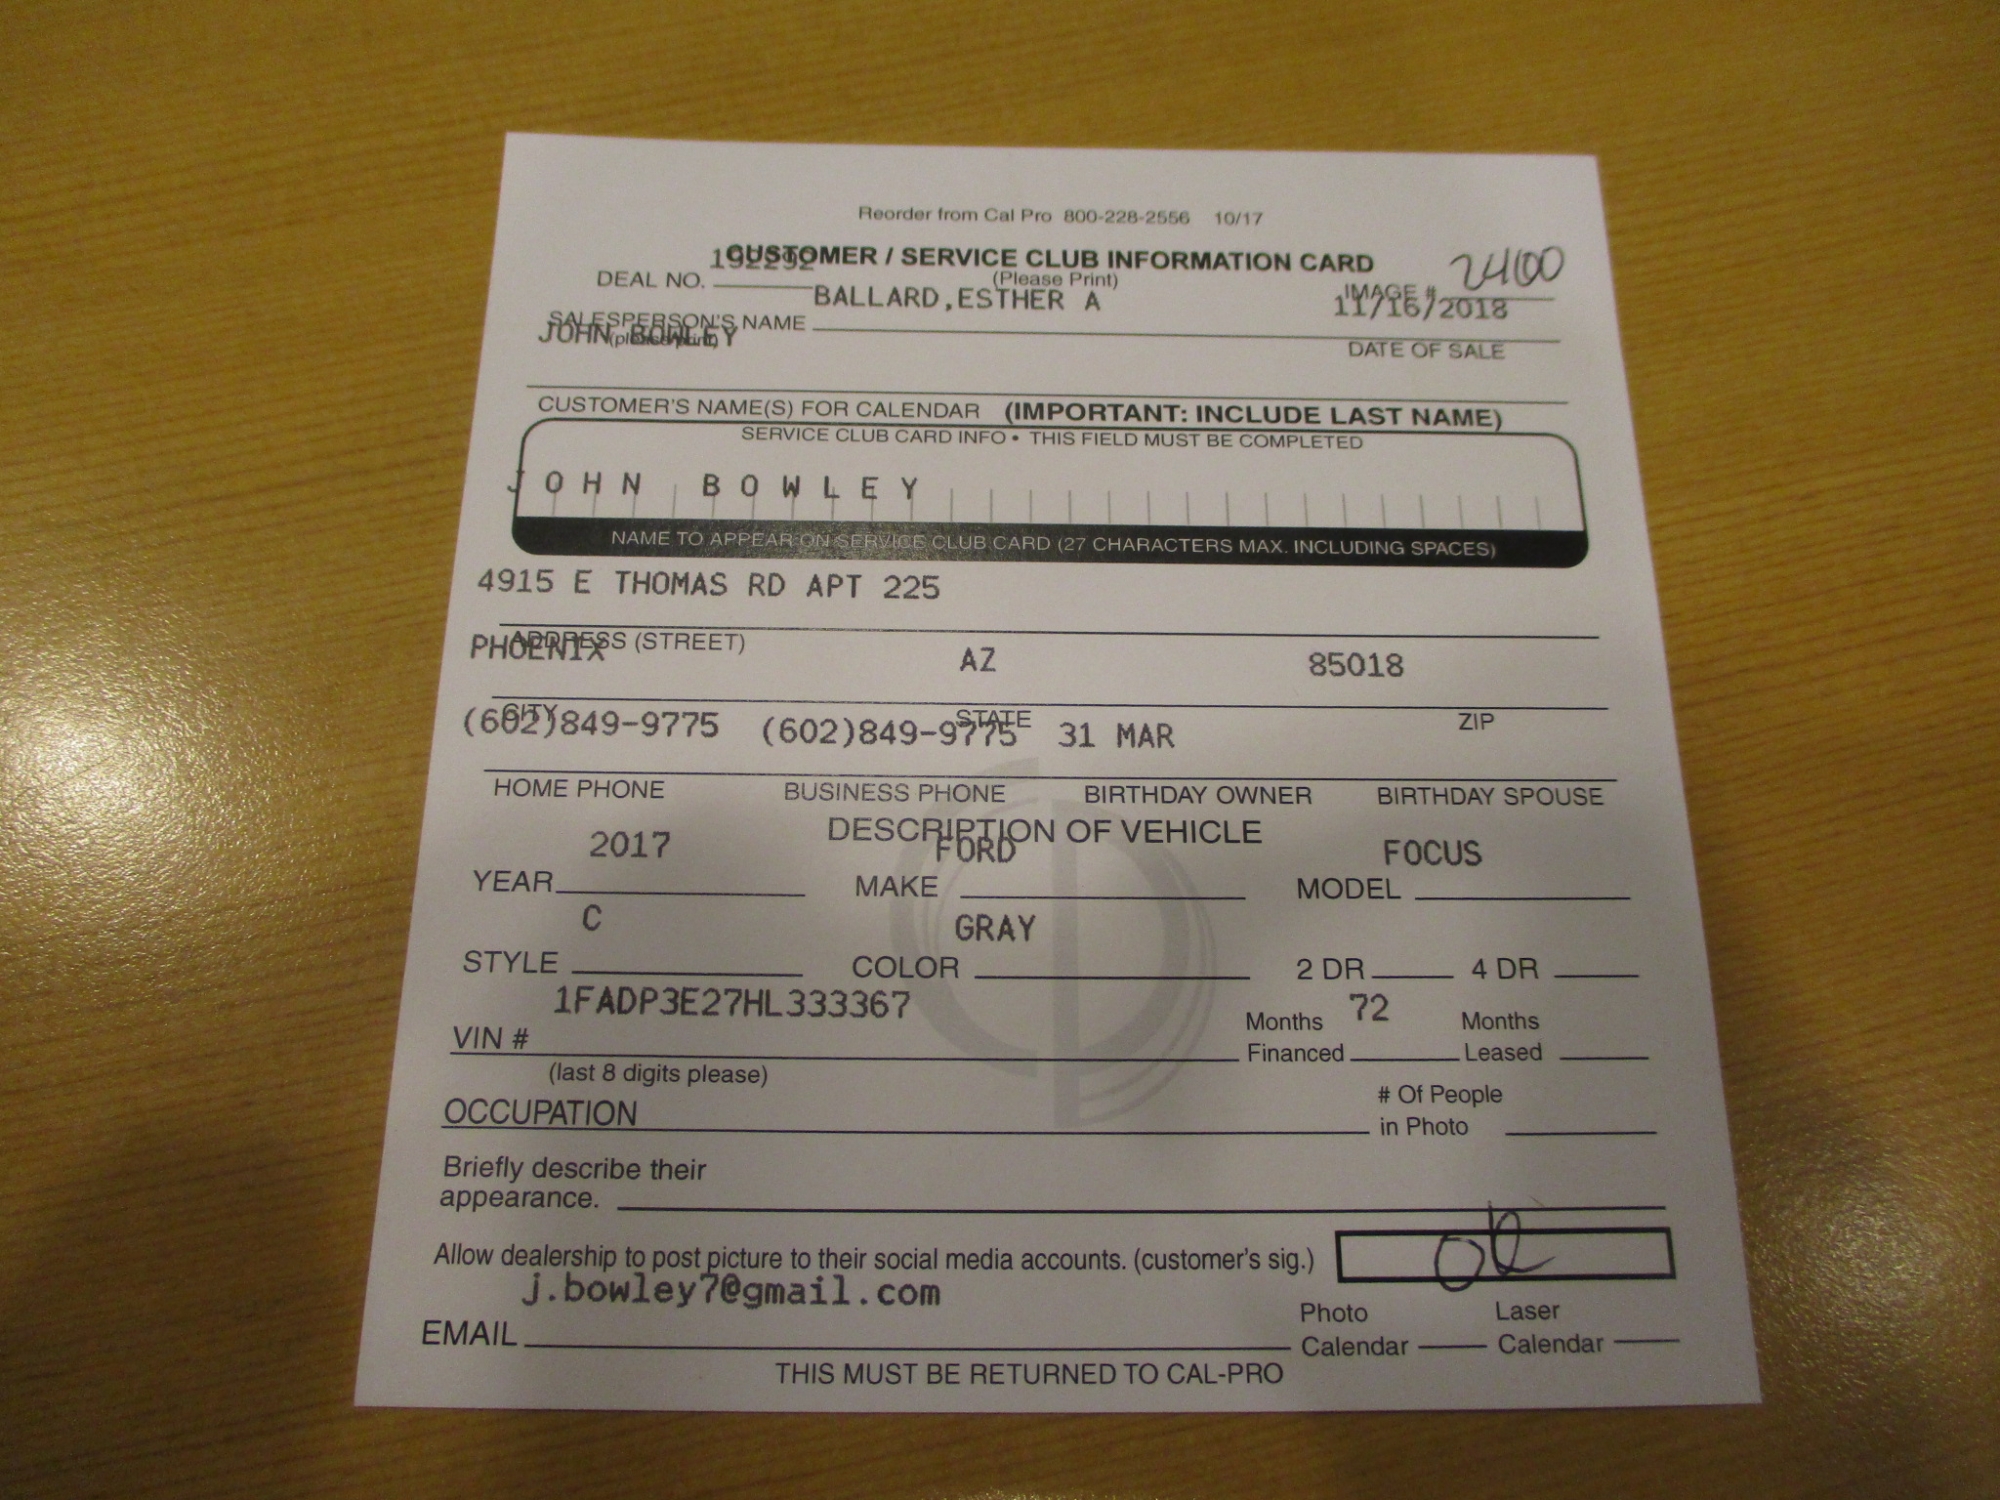 Reorder from Cal Pro 800-228-2556 10/17
CUSTOMER / SERVICE CLUB INFORMATION CARD
192292
(Please Print)
DEAL NO.
IMAGE # 2400
BALLARD,ESTHER A 11/16/2018
SALESPERSON'S NAME
(please print)
DATE OF SALE
JOHN BOWLEY
CUSTOMER'S NAME(S) FOR CALENDAR (IMPORTANT: INCLUDE LAST NAME)
SERVICE CLUB CARD INFO • THIS FIELD MUST BE COMPLETED
JOHN BOWLEY
NAME TO APPEAR ON SERVICE CLUB CARD (27 CHARACTERS MAX. INCLUDING SPACES)
4915 E THOMAS RD APT 225
ADDRESS (STREET)
PHOENIX AZ 85018
CITY STATE ZIP
(602)849-9775 (602)849-9775 31 MAR
HOME PHONE BUSINESS PHONE BIRTHDAY OWNER BIRTHDAY SPOUSE
DESCRIPTION OF VEHICLE
2017 FORD FOCUS
YEAR MAKE MODEL
C GRAY
STYLE COLOR 2 DR 4 DR
1FADP3E27HL333367 72
VIN # Months Financed Months Leased
(last 8 digits please)
OCCUPATION # Of People in Photo
Briefly describe their
appearance.
Allow dealership to post picture to their social media accounts. (customer's sig.) ok
j.bowley7@gmail.com
EMAIL Photo Calendar Laser Calendar
THIS MUST BE RETURNED TO CAL-PRO